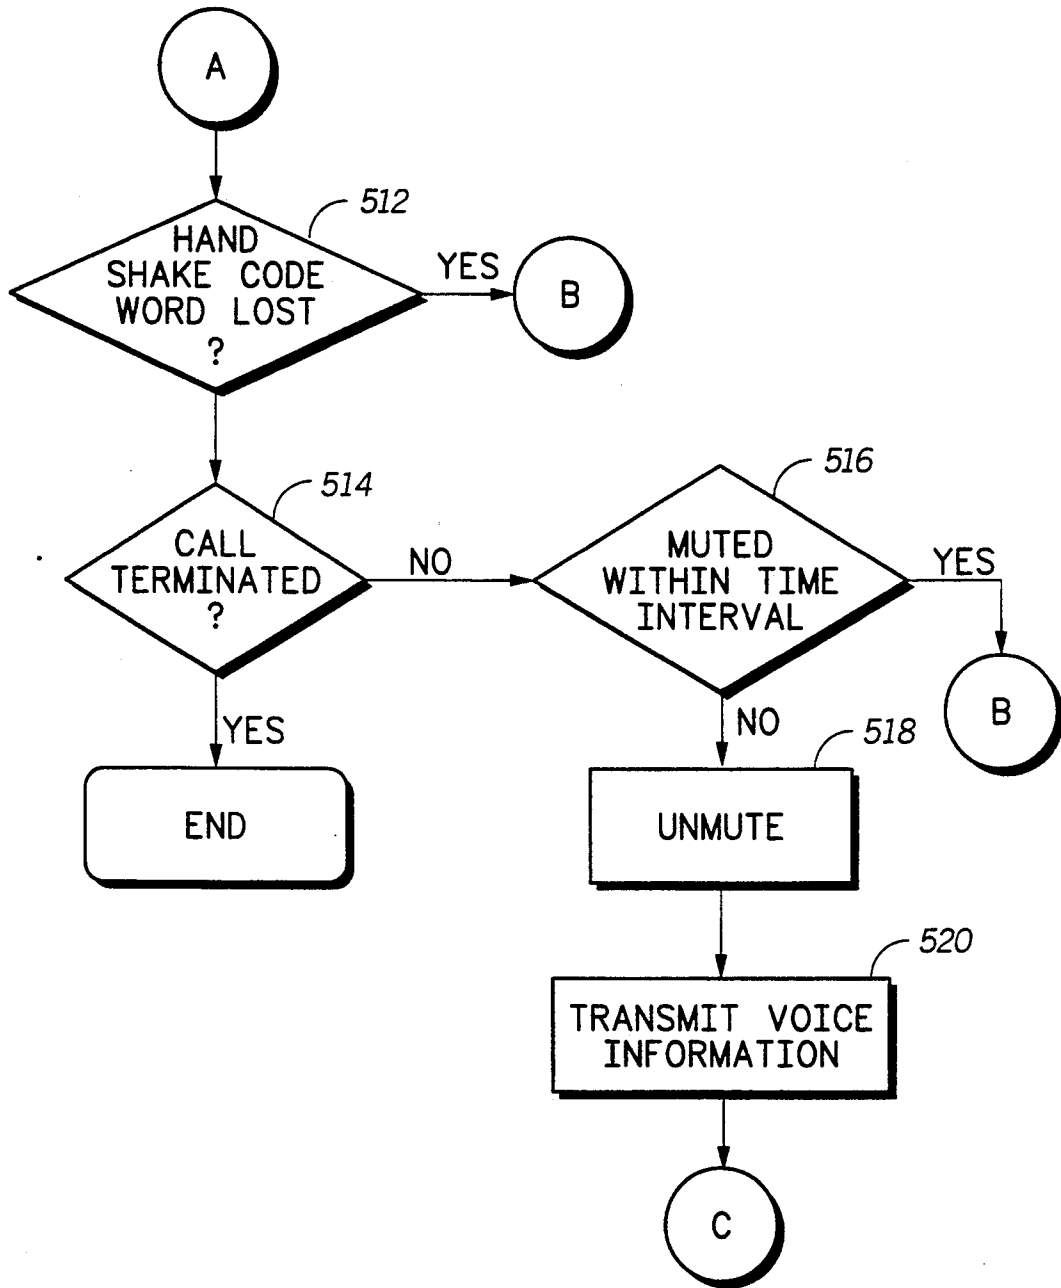 A
512
HAND
SHAKE CODE
WORD LOST
?
YES
B
514
CALL
TERMINATED
?
NO
516
MUTED
WITHIN TIME
INTERVAL
YES
B
YES
END
NO
518
UNMUTE
520
TRANSMIT VOICE
INFORMATION
C